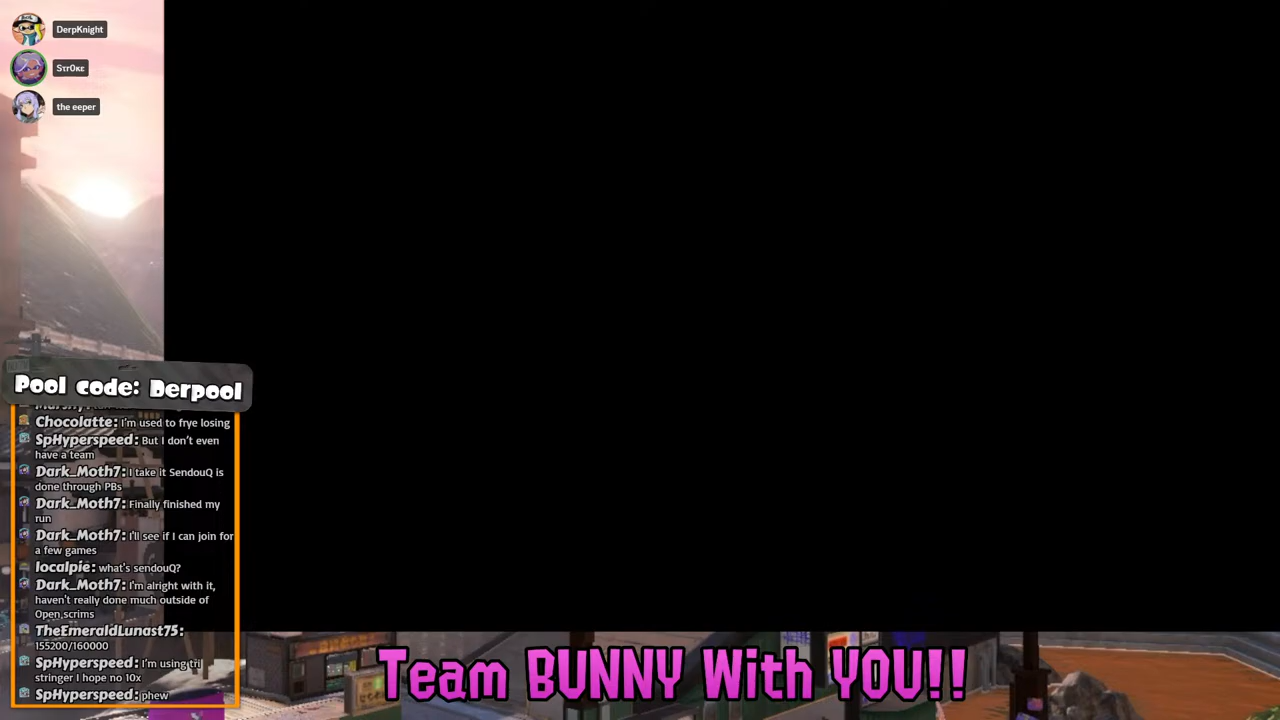 DerpKnight
Sтr0кε
the eeper
Pool code: Derpool
Chocolatte: I'm used to frye losing
SpHyperspeed: But I don't even
have a team
Dark_Moth7: I take it SendouQ is
done through PBs
Dark_Moth7: Finally finished my
run
Dark_Moth7: I'll see if I can join for
a few games
localpie: what's sendouQ?
Dark_Moth7: I'm alright with it,
haven't really done much outside of
Open scrims
TheEmeraldLunast75:
155200/160000
SpHyperspeed: I'm using tri
stringer I hope no 10x
SpHyperspeed: phew
Team BUNNY With YOU!!